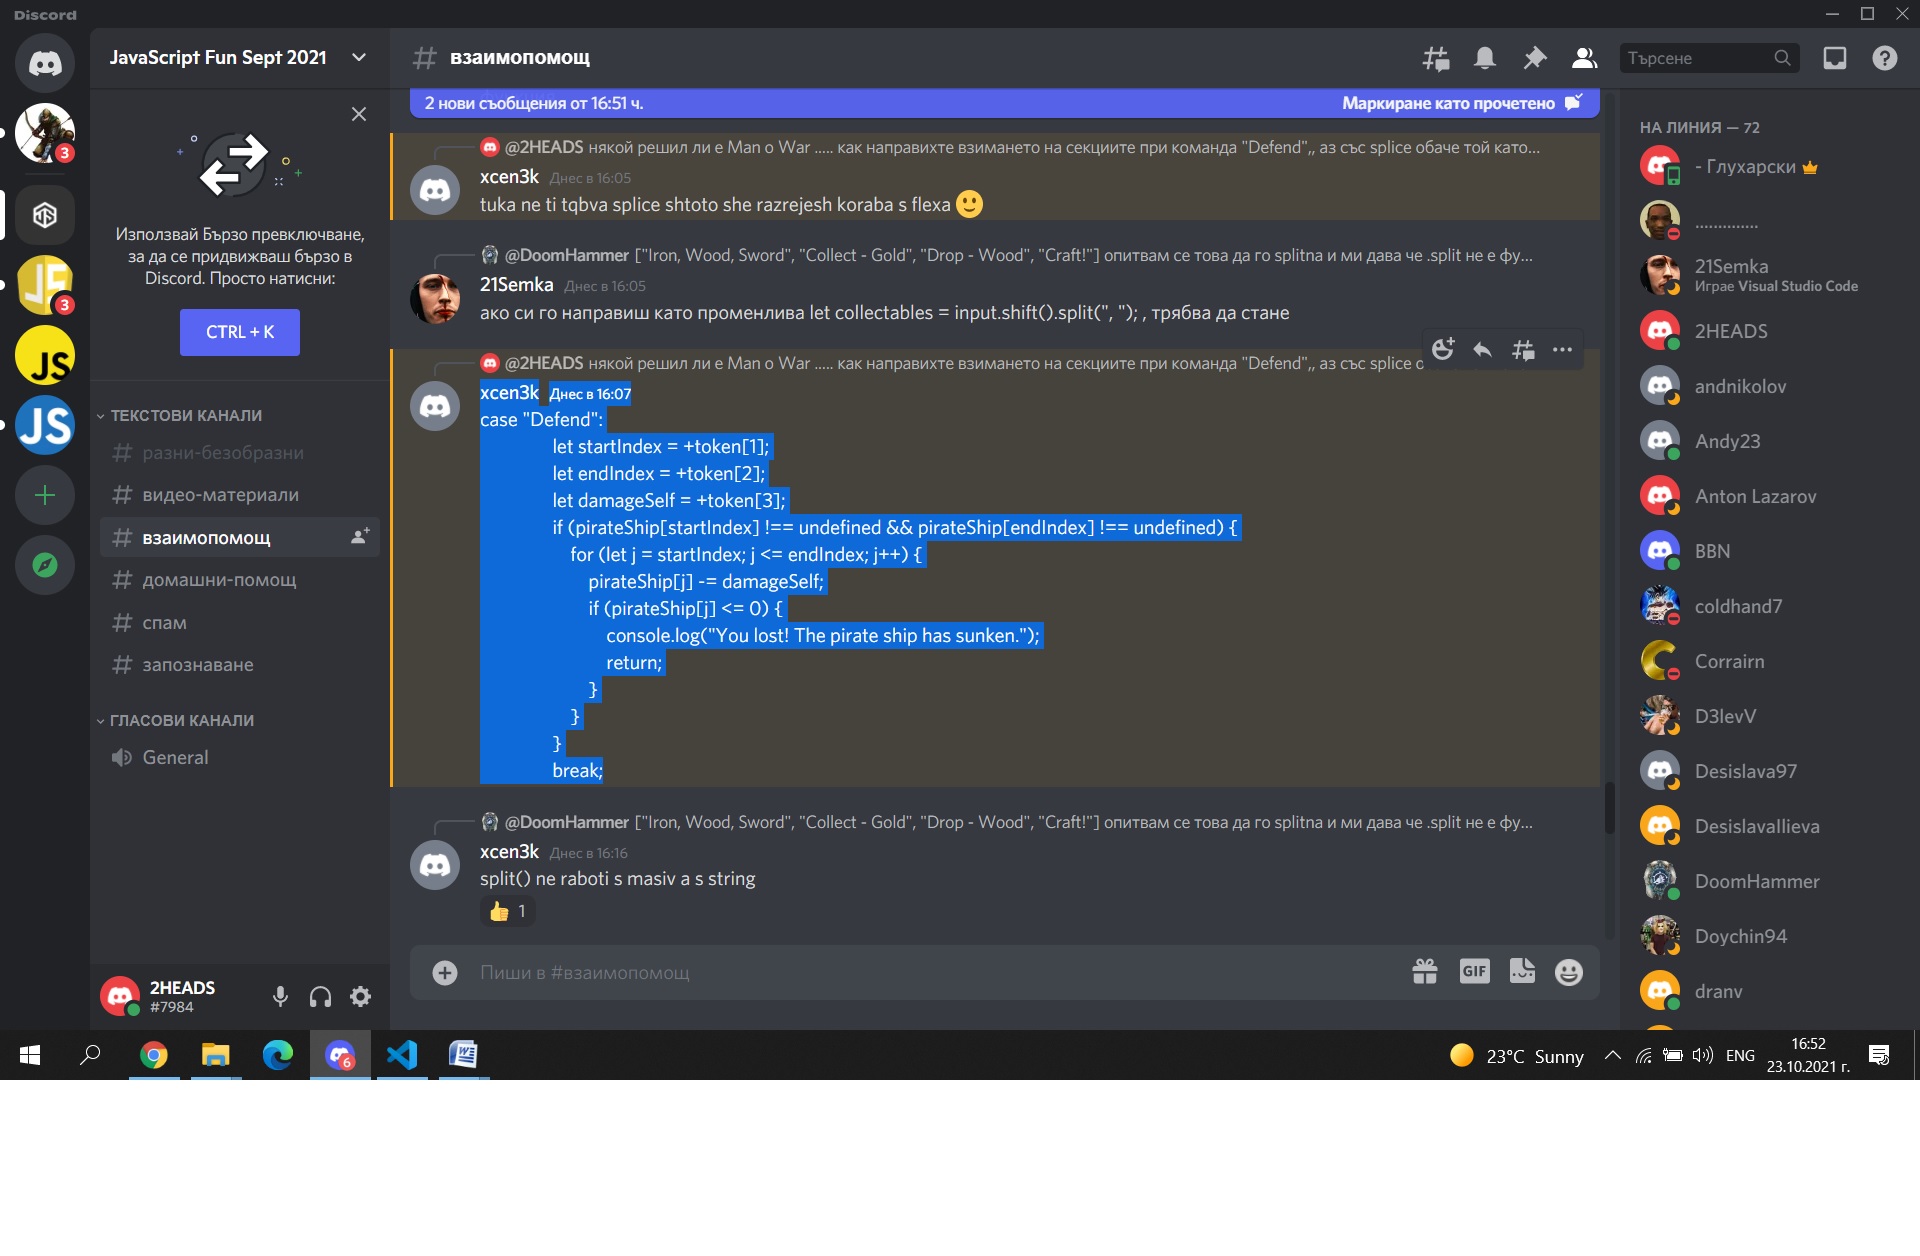 Discord
JavaScript Fun Sept 2021
взаимопомощ
Търсене
2 нови съобщения от 16:51 ч.
Маркиране като прочетено
Използвай Бързо превключване,
за да се придвижваш бързо в
Discord. Просто натисни:
CTRL + K
ТЕКСТОВИ КАНАЛИ
разни-безобразни
видео-материали
взаимопомощ
домашни-помощ
спам
запознаване
ГЛАСОВИ КАНАЛИ
General
2HEADS
#7984
3
3
JS
JS
JS
@2HEADS някой решил ли е Man o War ..... как направихте взимането на секциите при команда "Defend",, аз със splice обаче той като...
xcen3k Днес в 16:05
tuka ne ti tqbva splice shtoto she razrejesh koraba s flexa
@DoomHammer ["Iron, Wood, Sword", "Collect - Gold", "Drop - Wood", "Craft!"] опитвам се това да го splitna и ми дава че .split не е фу...
21Semka Днес в 16:05
ако си го направиш като променлива let collectables = input.shift().split(", "); , трябва да стане
@2HEADS някой решил ли е Man o War ..... как направихте взимането на секциите при команда "Defend",, аз със splice о
xcen3k Днес в 16:07
case "Defend":
let startIndex = +token[1];
let endIndex = +token[2];
let damageSelf = +token[3];
if (pirateShip[startIndex] !== undefined && pirateShip[endIndex] !== undefined) {
for (let j = startIndex; j <= endIndex; j++) {
pirateShip[j] -= damageSelf;
if (pirateShip[j] <= 0) {
console.log("You lost! The pirate ship has sunken.");
return;
}
}
}
break;
@DoomHammer ["Iron, Wood, Sword", "Collect - Gold", "Drop - Wood", "Craft!"] опитвам се това да го splitna и ми дава че .split не е фу...
xcen3k Днес в 16:16
split() ne raboti s masiv a s string
1
Пиши в #взаимопомощ
GIF
НА ЛИНИЯ — 72
- Глухарски
..............
21Semka
Играе Visual Studio Code
2HEADS
andnikolov
Andy23
Anton Lazarov
BBN
coldhand7
Corrairn
D3levV
Desislava97
DesislavaIlieva
DoomHammer
Doychin94
dranv
6
23°C Sunny
ENG
16:52
23.10.2021 г.